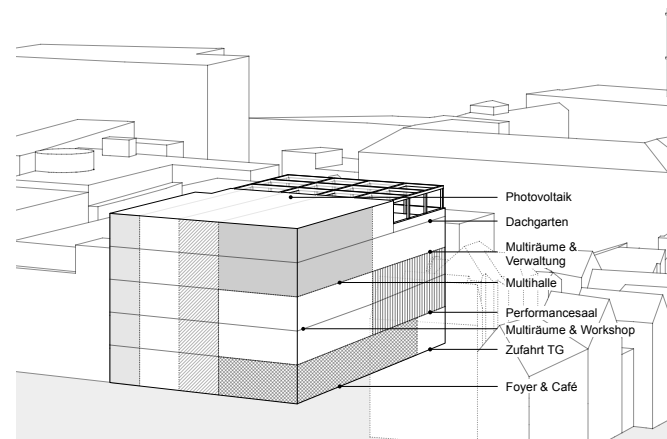 Photovoltaik
Dachgarten
Multiräume &
Verwaltung
Multihalle
Performancesaal
Multiräume & Workshop
Zufahrt TG
Foyer & Café